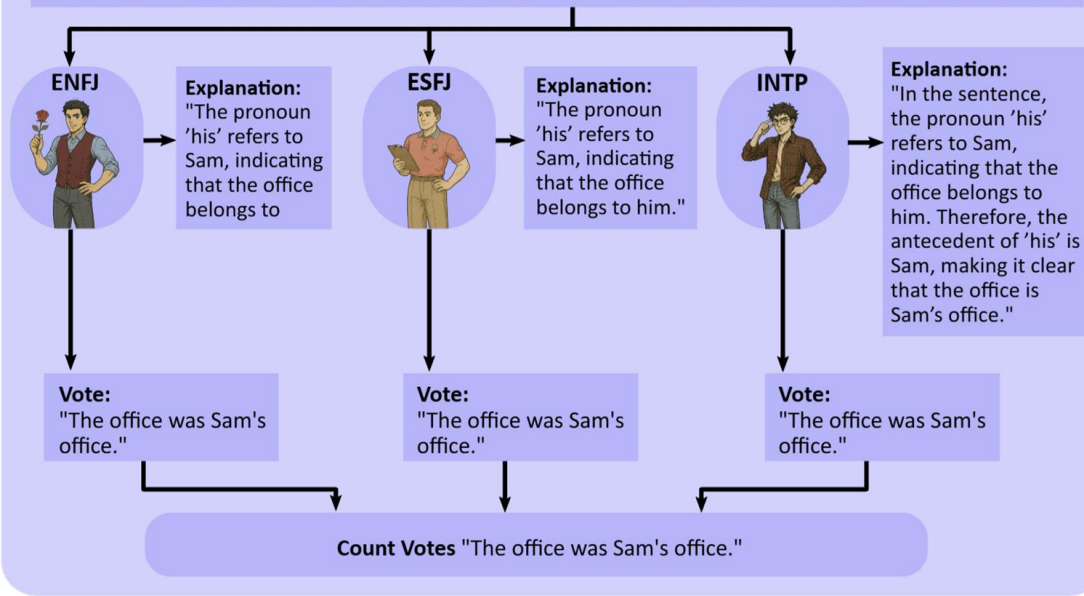 ENFJ
Explanation:
"The pronoun
'his' refers to
Sam, indicating
that the office
belongs to
ESFJ
Explanation:
"The pronoun
'his' refers to
Sam, indicating
that the office
belongs to him."
INTP
Explanation:
"In the sentence,
the pronoun 'his'
refers to Sam,
indicating that the
office belongs to
him. Therefore, the
antecedent of 'his' is
Sam, making it clear
that the office is
Sam's office."
Vote:
"The office was Sam's
office."
Vote:
"The office was Sam's
office."
Vote:
"The office was Sam's
office."
Count Votes "The office was Sam's office."